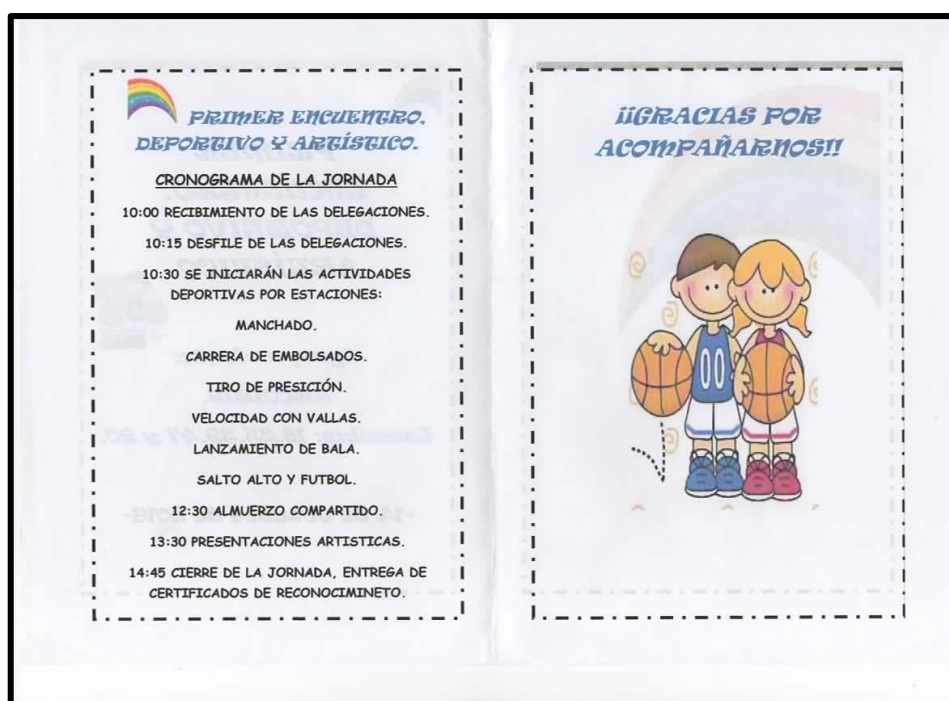 PRIMER ENCUENTRO.
DEPORTIVO Y ARTÍSTICO.
CRONOGRAMA DE LA JORNADA
10:00 RECIBIMIENTO DE LAS DELEGACIONES.
10:15 DESFILE DE LAS DELEGACIONES.
10:30 SE INICIARÁN LAS ACTIVIDADES
DEPORTIVAS POR ESTACIONES:
MANCHADO.
CARRERA DE EMBOLSADOS.
TIRO DE PRESICIÓN.
VELOCIDAD CON VALLAS.
LANZAMIENTO DE BALA.
SALTO ALTO Y FUTBOL.
12:30 ALMUERZO COMPARTIDO.
13:30 PRESENTACIONES ARTISTICAS.
14:45 CIERRE DE LA JORNADA, ENTREGA DE
CERTIFICADOS DE RECONOCIMINETO.
¡¡GRACIAS POR
ACOMPAÑARNOS!!
00